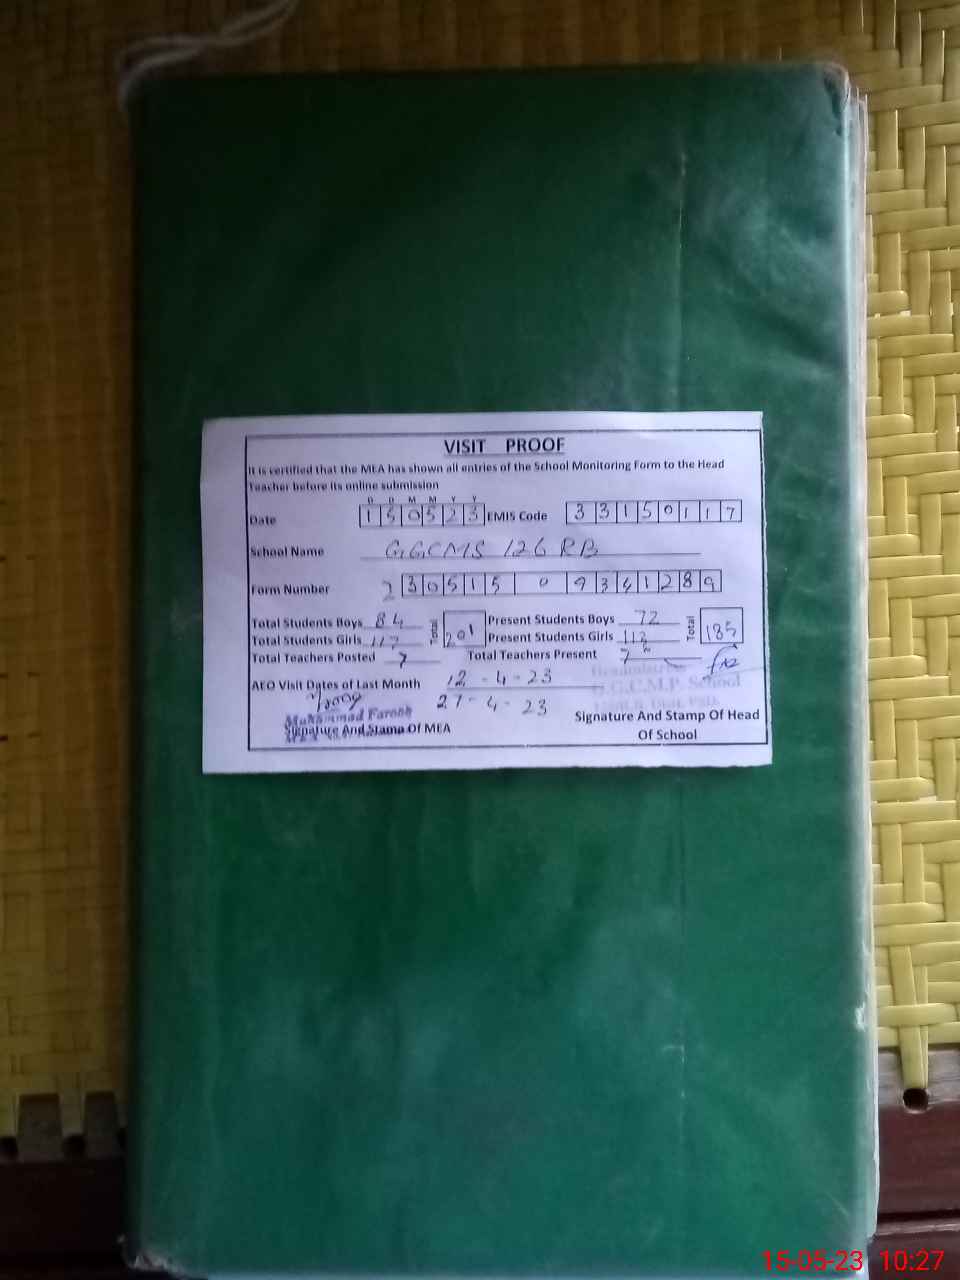 VISIT PROOF
It is certified that the MEA has shown all entries of the School Monitoring Form to the Head
Teacher before its online submission
D D M M Y Y
Date 1 5 0 5 2 3 EMIS Code 3 3 1 5 0 1 1 7
School Name GGCMS 126 RB
Form Number 2 3 0 5 1 5 0 9 3 4 1 2 8 9
Total Students Boys 84 Total 201 Present Students Boys 72 Total 185
Total Students Girls 117 Present Students Girls 113
Total Teachers Posted 7 Total Teachers Present 7
AEO Visit Dates of Last Month 12-4-23
27-4-23
Muhammad Farooq
Signature And Stamp Of MEA
G.G.C.M.P. School
Signature And Stamp Of Head
Of School
15-05-23 10:27